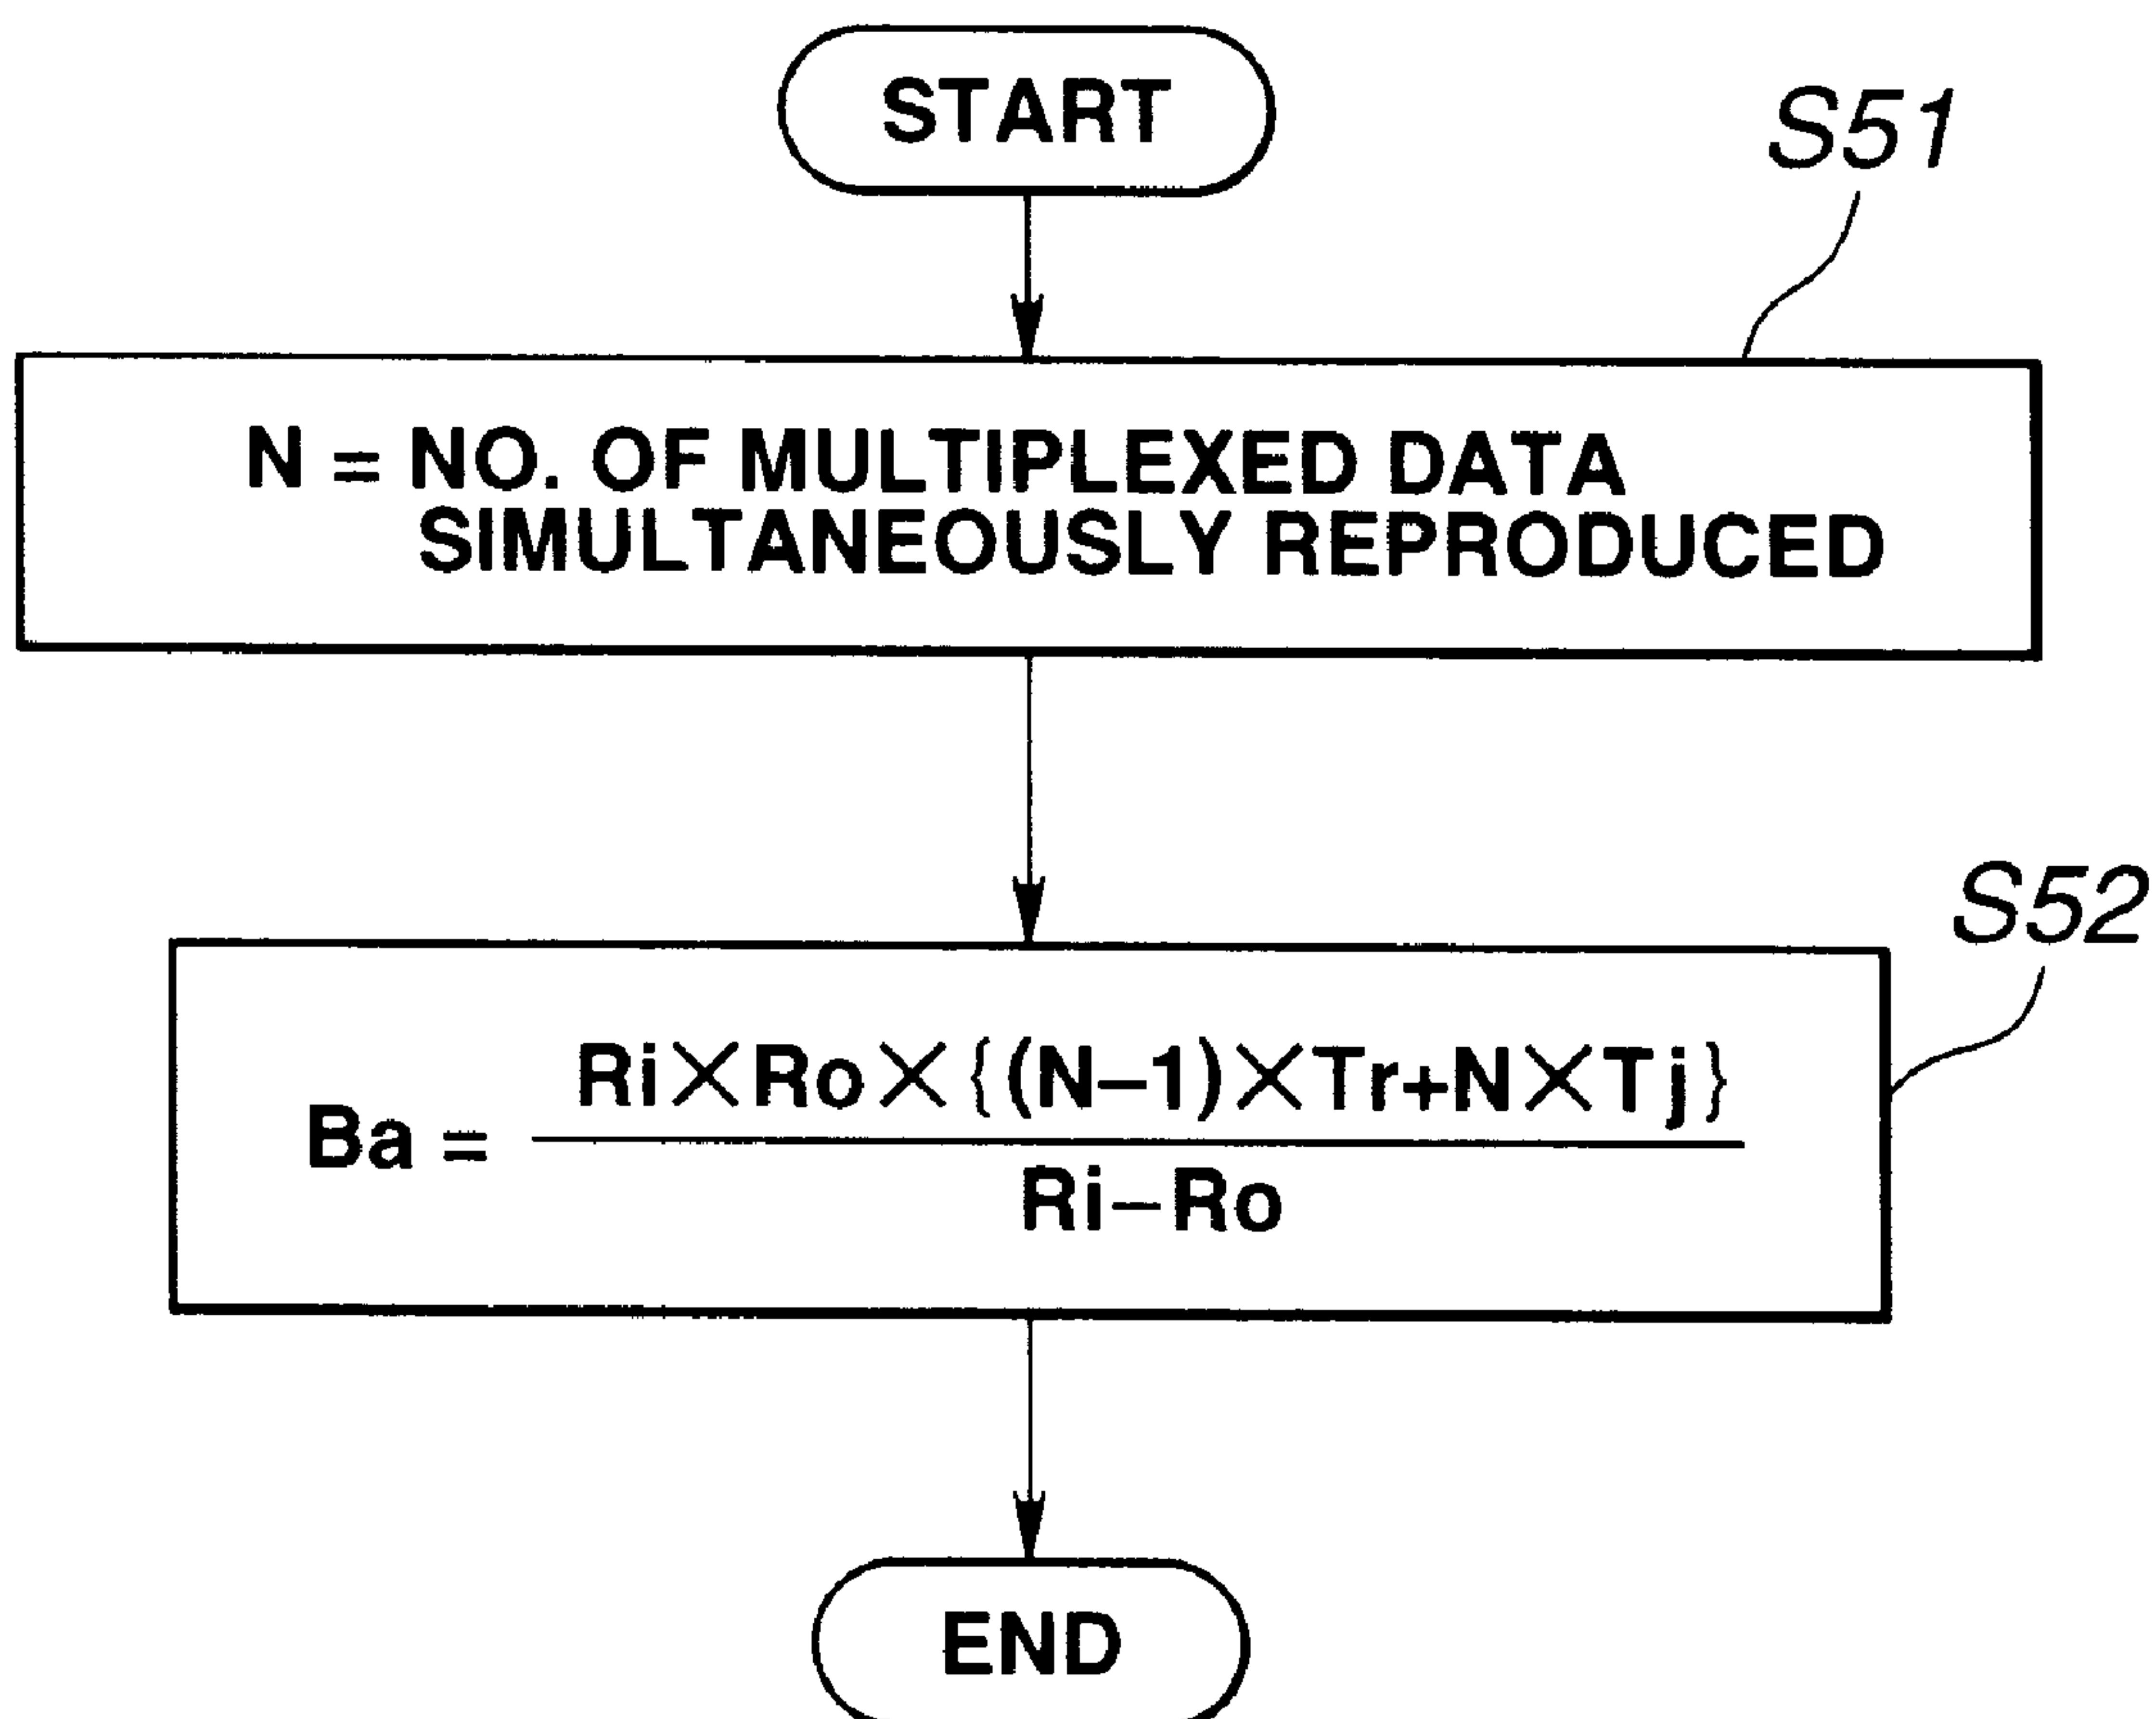 START
S51
N = NO. OF MULTIPLEXED DATA
SIMULTANEOUSLY REPRODUCED
S52
Ba = Ri×Ro×{(N−1)×Tr+N×Tj}
Ri−Ro
END